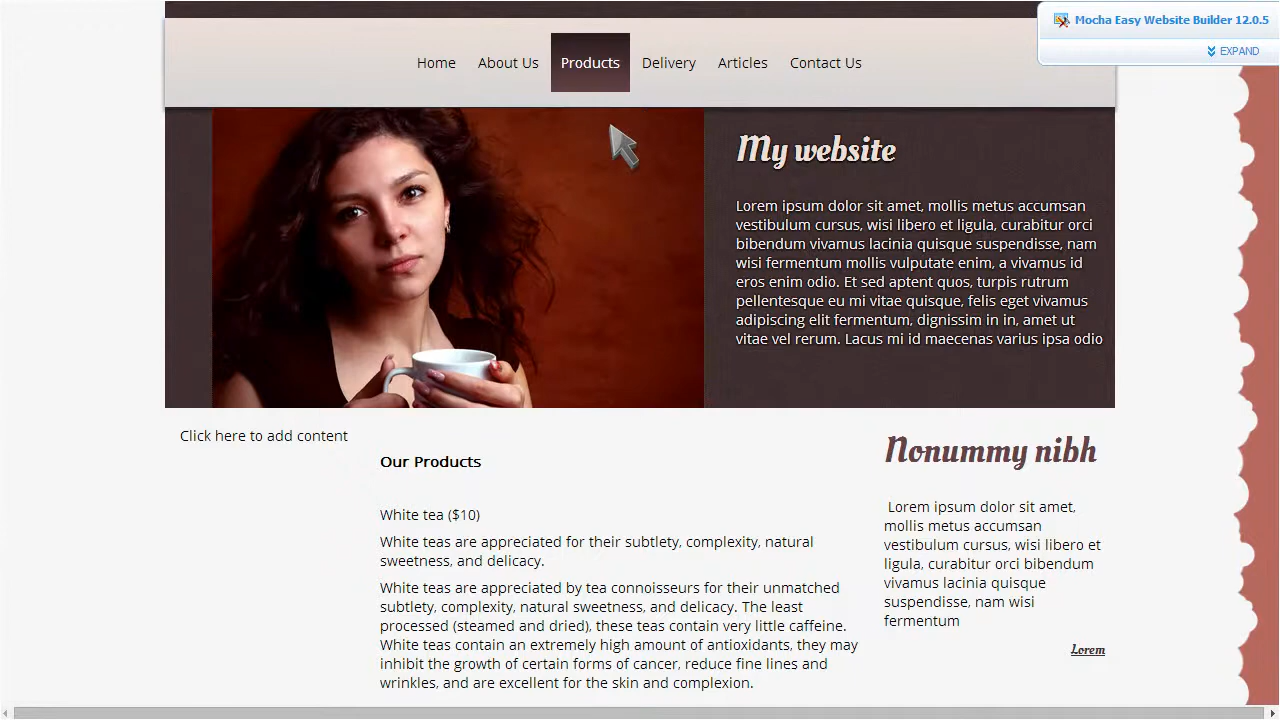 Mocha Easy Website Builder 12.0.5
EXPAND
Home About Us Products Delivery Articles Contact Us
My website
Lorem ipsum dolor sit amet, mollis metus accumsan
vestibulum cursus, wisi libero et ligula, curabitur orci
bibendum vivamus lacinia quisque suspendisse, nam
wisi fermentum mollis vulputate enim, a vivamus id
eros enim odio. Et sed aptent quos, turpis rutrum
pellentesque eu mi vitae quisque, felis eget vivamus
adipiscing elit fermentum, dignissim in in, amet ut
vitae vel rerum. Lacus mi id maecenas varius ipsa odio
Click here to add content
Our Products
White tea ($10)
White teas are appreciated for their subtlety, complexity, natural
sweetness, and delicacy.
White teas are appreciated by tea connoisseurs for their unmatched
subtlety, complexity, natural sweetness, and delicacy. The least
processed (steamed and dried), these teas contain very little caffeine.
White teas contain an extremely high amount of antioxidants, they may
inhibit the growth of certain forms of cancer, reduce fine lines and
wrinkles, and are excellent for the skin and complexion.
Nonummy nibh
Lorem ipsum dolor sit amet,
mollis metus accumsan
vestibulum cursus, wisi libero et
ligula, curabitur orci bibendum
vivamus lacinia quisque
suspendisse, nam wisi
fermentum
Lorem